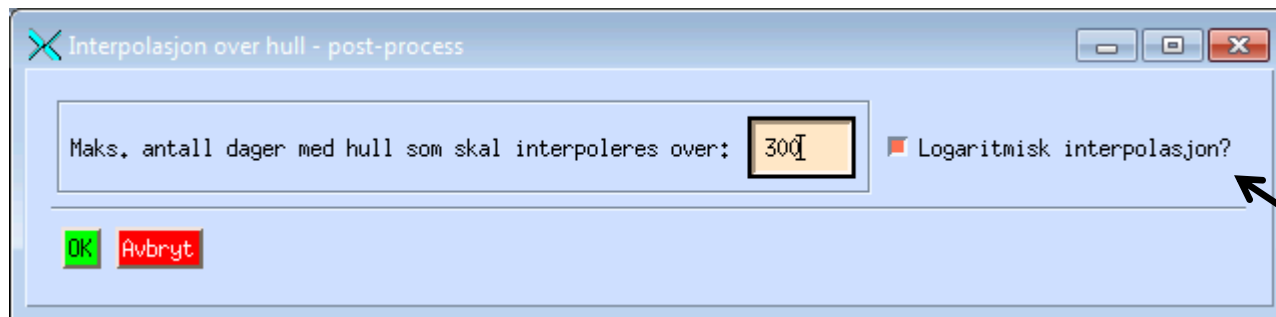 Interpolasjon over hull - post-process
Maks. antall dager med hull som skal interpoleres over: 300 Logaritmisk interpolasjon?
OK Avbryt